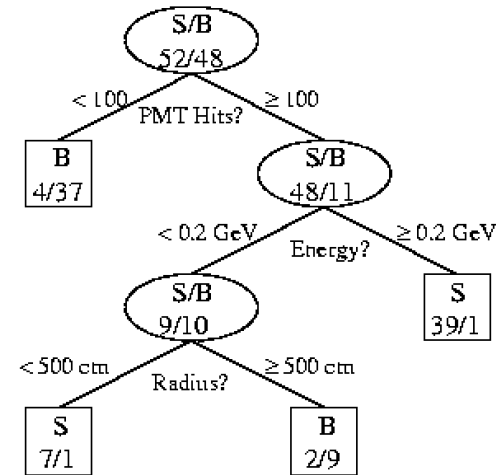 S/B
52/48
< 100
≥ 100
PMT Hits?
B
4/37
S/B
48/11
< 0.2 GeV
≥ 0.2 GeV
Energy?
S/B
9/10
S
39/1
< 500 cm
≥ 500 cm
Radius?
S
7/1
B
2/9